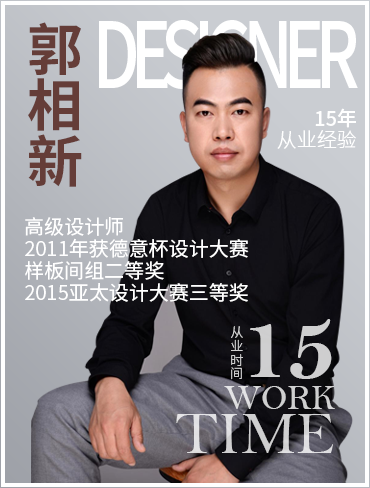 DESIGNER
郭相新
15年
从业经验
高级设计师
2011年获德意杯设计大赛
样板间组二等奖
2015亚太设计大赛三等奖
从业时间
15
WORK
TIME